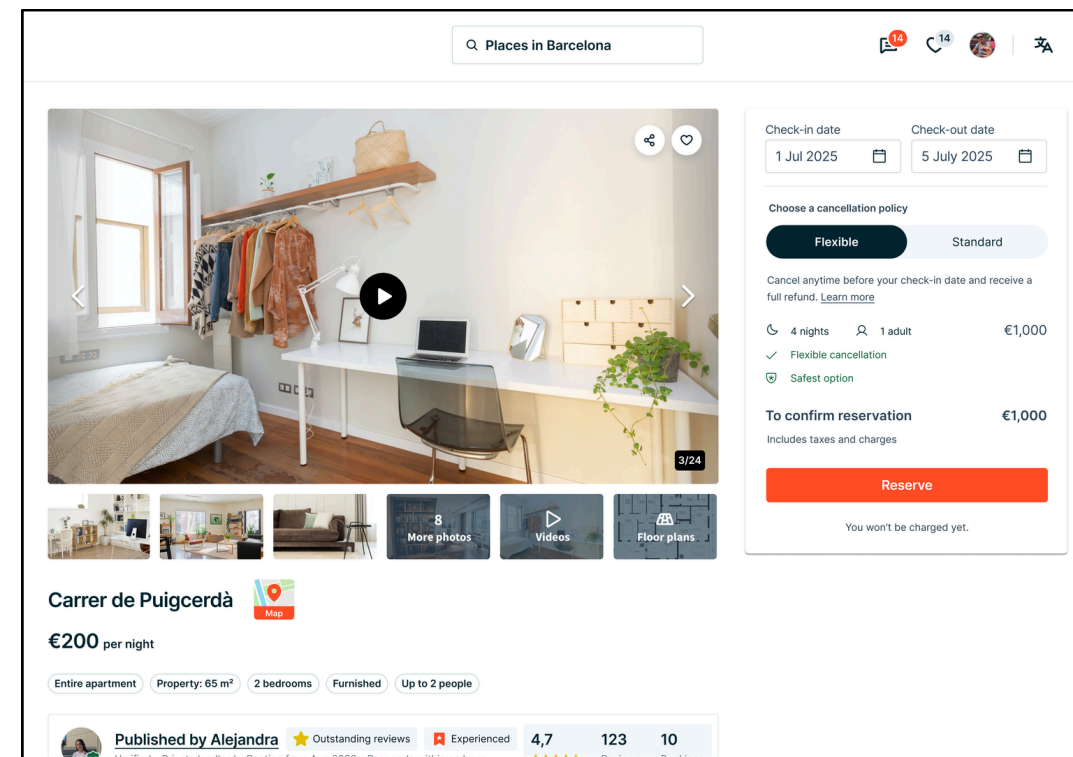 Places in Barcelona
14
14
Check-in date
Check-out date
1 Jul 2025
5 July 2025
Choose a cancellation policy
Flexible
Standard
Cancel anytime before your check-in date and receive a
full refund. Learn more
4 nights
1 adult
€1,000
Flexible cancellation
Safest option
To confirm reservation
€1,000
Includes taxes and charges
Reserve
You won't be charged yet.
3/24
8
More photos
Videos
Floor plans
Carrer de Puigcerdà
Map
€200 per night
Entire apartment
Property: 65 m²
2 bedrooms
Furnished
Up to 2 people
Published by Alejandra
Outstanding reviews
Experienced
4,7
123
10